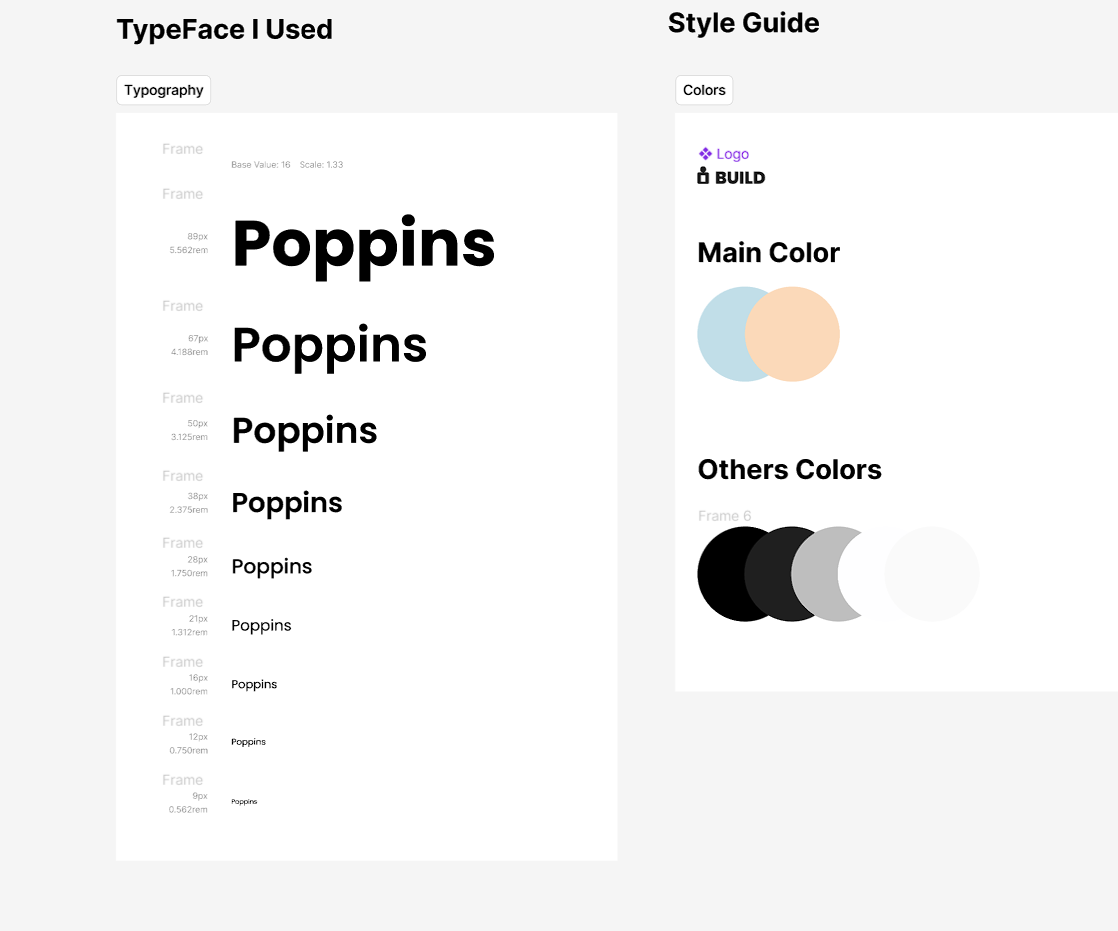 TypeFace I Used
Typography
Frame
Base Value: 16 Scale: 1.33
Frame
89px
5.562rem
Poppins
Frame
67px
4.188rem
Poppins
Frame
50px
3.125rem
Poppins
Frame
38px
2.375rem
Poppins
Frame
28px
1.750rem
Poppins
Frame
21px
1.312rem
Poppins
Frame
16px
1.000rem
Poppins
Frame
12px
0.750rem
Poppins
Frame
9px
0.562rem
Poppins
Style Guide
Colors
Logo
BUILD
Main Color
Others Colors
Frame 6